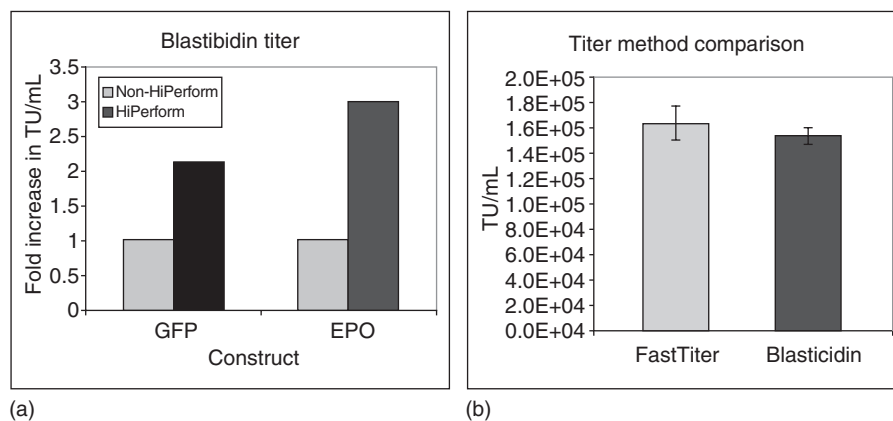 Blastibidin titer
Fold increase in TU/mL
3.5
3
2.5
2
1.5
1
0.5
0
Non-HiPerform
HiPerform
GFP
EPO
Construct
(a)
Titer method comparison
TU/mL
2.0E+05
1.8E+05
1.6E+05
1.4E+05
1.2E+05
1.0E+05
8.0E+04
6.0E+04
4.0E+04
2.0E+04
0.0E+04
FastTiter
Blasticidin
(b)